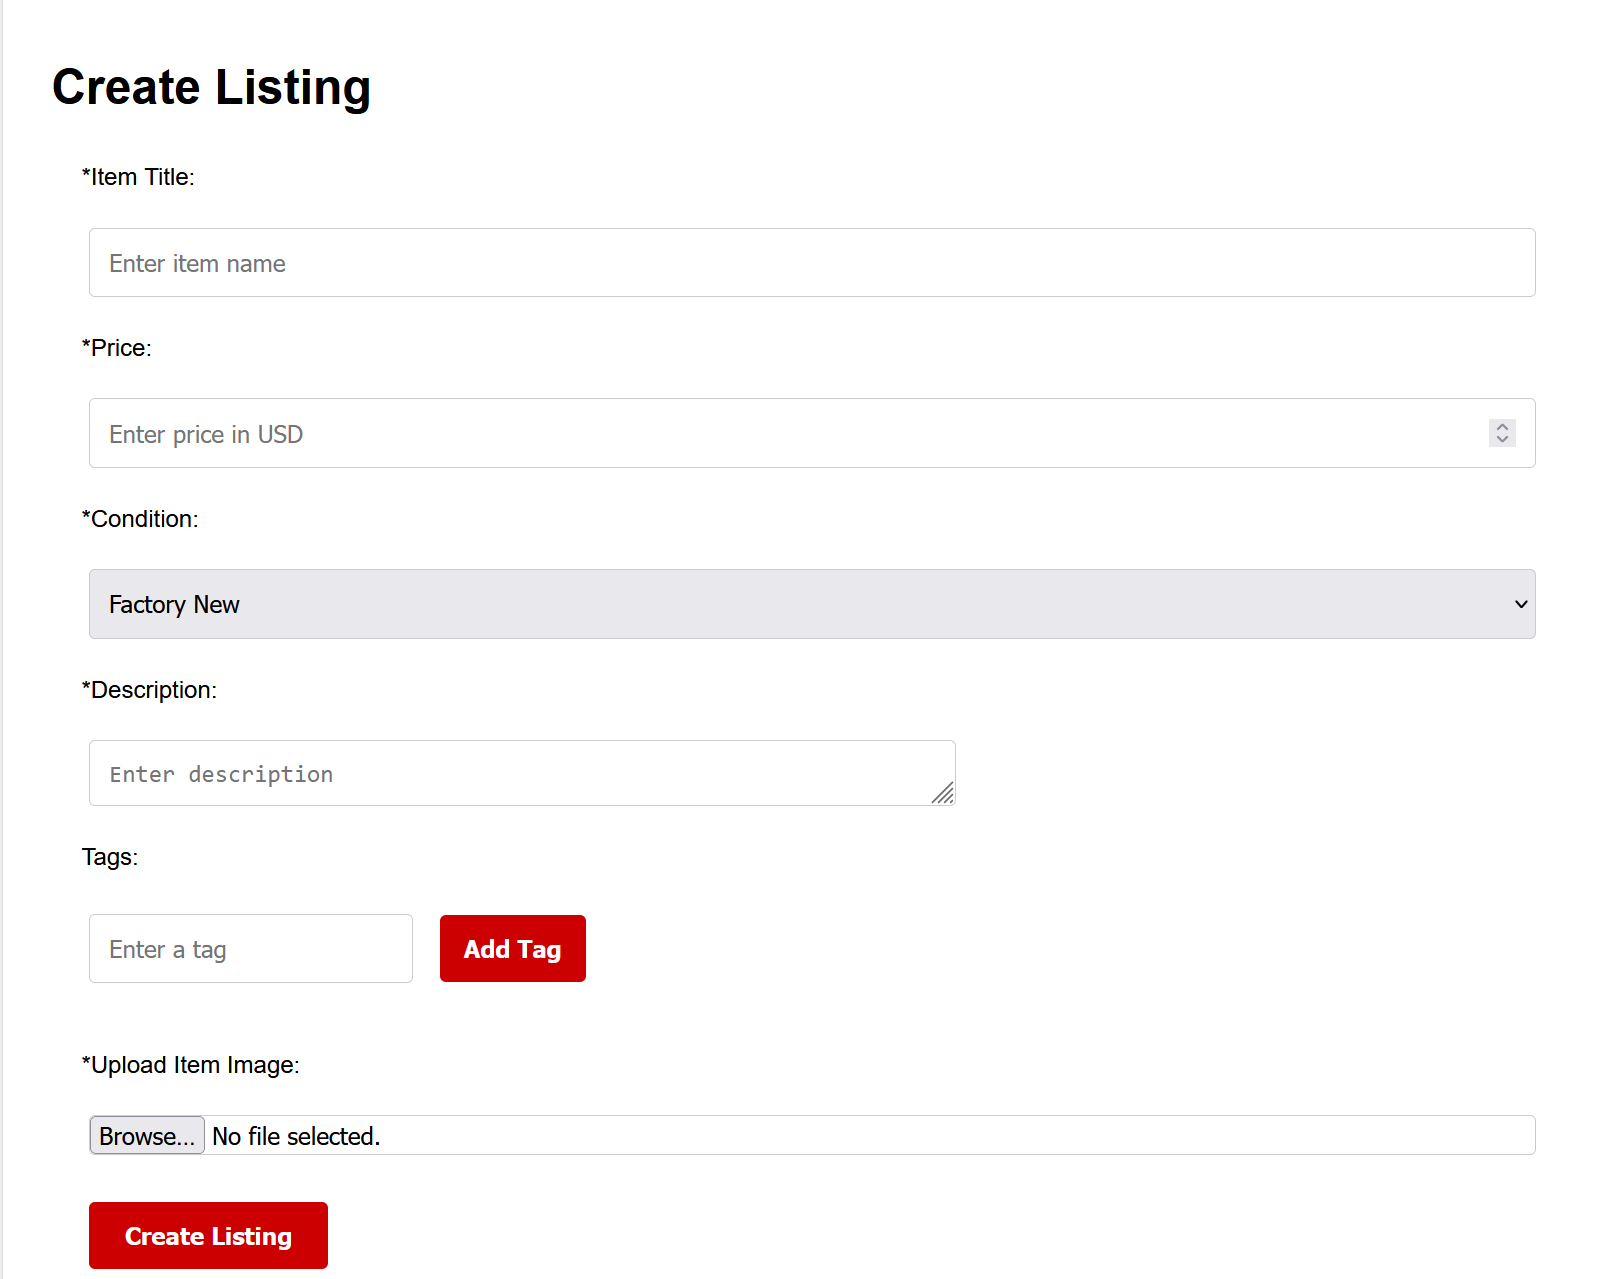 Create Listing
*Item Title:
Enter item name
*Price:
Enter price in USD
*Condition:
Factory New
*Description:
Enter description
Tags:
Enter a tag
Add Tag
*Upload Item Image:
Browse... No file selected.
Create Listing